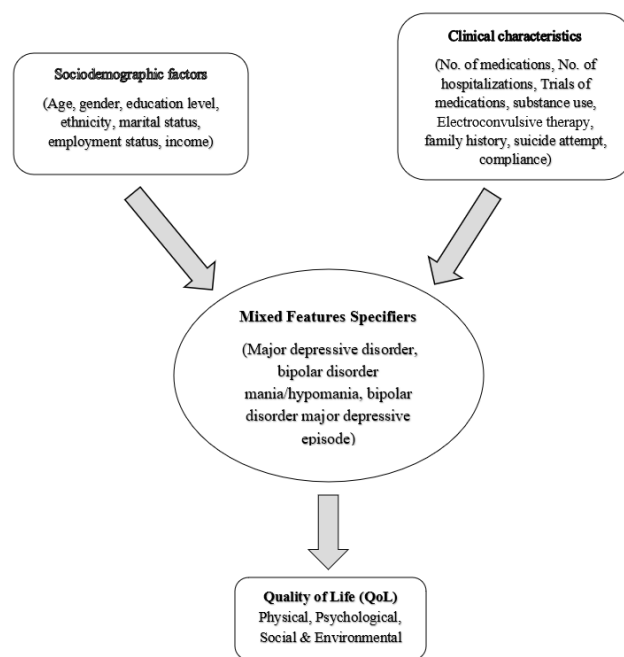 Sociodemographic factors
(Age, gender, education level,
ethnicity, marital status,
employment status, income)
Clinical characteristics
(No. of medications, No. of
hospitalizations, Trials of
medications, substance use,
Electroconvulsive therapy,
family history, suicide attempt,
compliance)
Mixed Features Specifiers
(Major depressive disorder,
bipolar disorder
mania/hypomania, bipolar
disorder major depressive
episode)
Quality of Life (QoL)
Physical, Psychological,
Social & Environmental